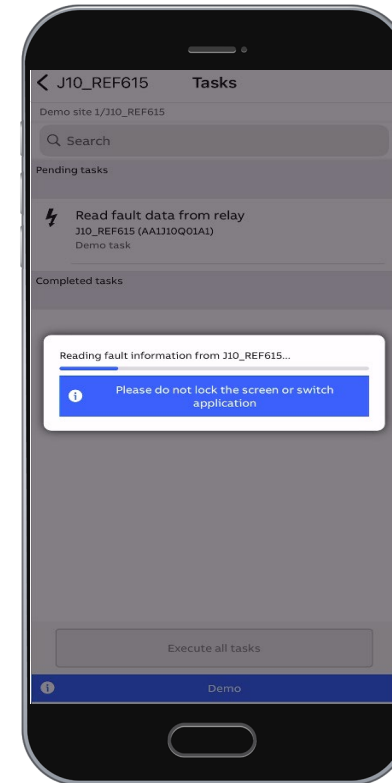 J10_REF615 Tasks
Demo site 1/J10_REF615
Search
Pending tasks
Read fault data from relay
J10_REF615 (AA1J10Q01A1)
Demo task
Completed tasks
Reading fault information from J10_REF615...
Please do not lock the screen or switch
application
Execute all tasks
Demo